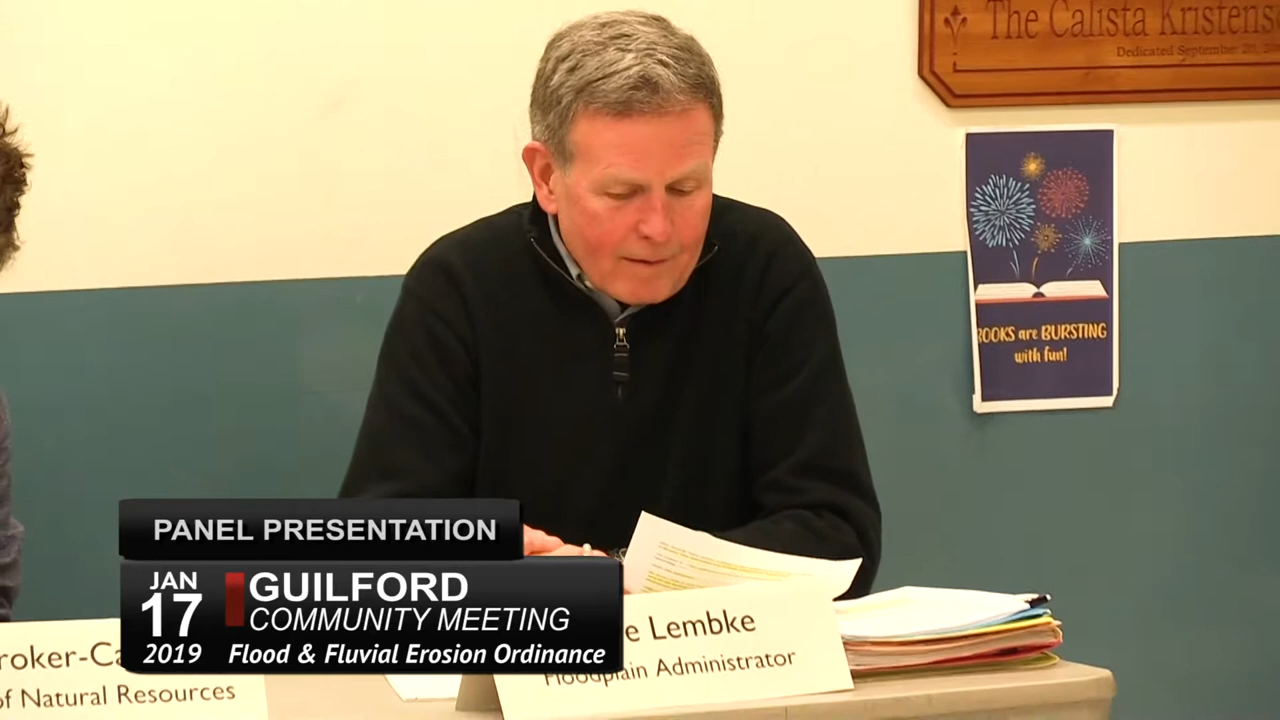 The Calista Kristens
Dedicated September 20, 20
BOOKS are BURSTING
with fun!
PANEL PRESENTATION
JAN
17
2019
GUILFORD
COMMUNITY MEETING
Flood & Fluvial Erosion Ordinance
e Lembke
Floodplain Administrator
roker-Ca
of Natural Resources